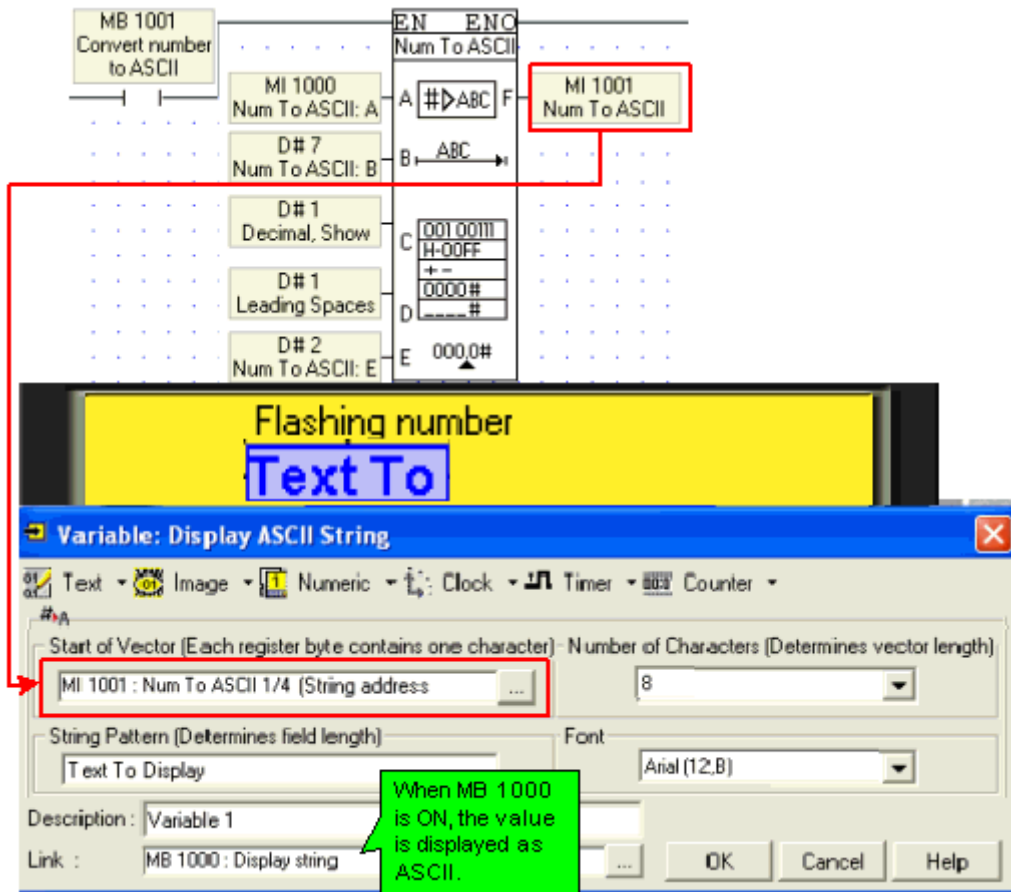 MB 1001
Convert number
to ASCII
EN ENO
Num To ASCII
MI 1000
Num To ASCII: A
A #▷ABC F
MI 1001
Num To ASCII
D# 7
Num To ASCII: B
B ABC
D# 1
Decimal, Show
C 001 00111
H-00FF
+ -
0000#
D# 1
Leading Spaces
D ____#
D# 2
Num To ASCII: E
E 000.0#
Flashing number
Text To
Variable: Display ASCII String
Text Image Numeric Clock Timer Counter
#▸A
Start of Vector (Each register byte contains one character)
Number of Characters (Determines vector length)
MI 1001 : Num To ASCII 1/4 (String address
...
8
String Pattern (Determines field length)
Font
Text To Display
Arial (12,B)
When MB 1000
is ON, the value
is displayed as
ASCII.
Description : Variable 1
Link : MB 1000 : Display string
...
OK Cancel Help